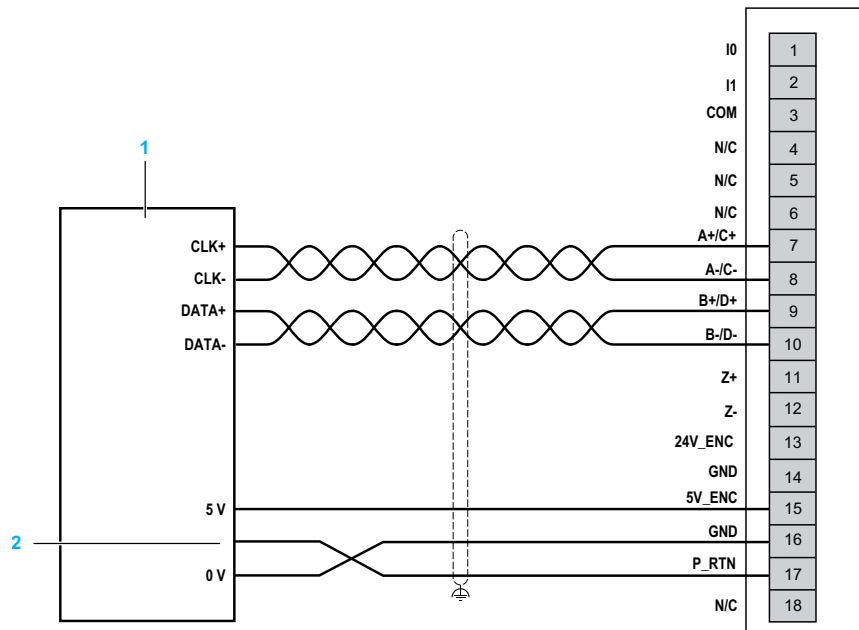 I0 1
I1 2
COM 3
N/C 4
1
N/C 5
N/C 6
A+/C+ 7
CLK+
A-/C- 8
CLK-
B+/D+ 9
DATA+
B-/D- 10
DATA-
Z+ 11
Z- 12
24V_ENC 13
GND 14
5V_ENC 15
5 V
GND 16
2
P_RTN 17
0 V
N/C 18